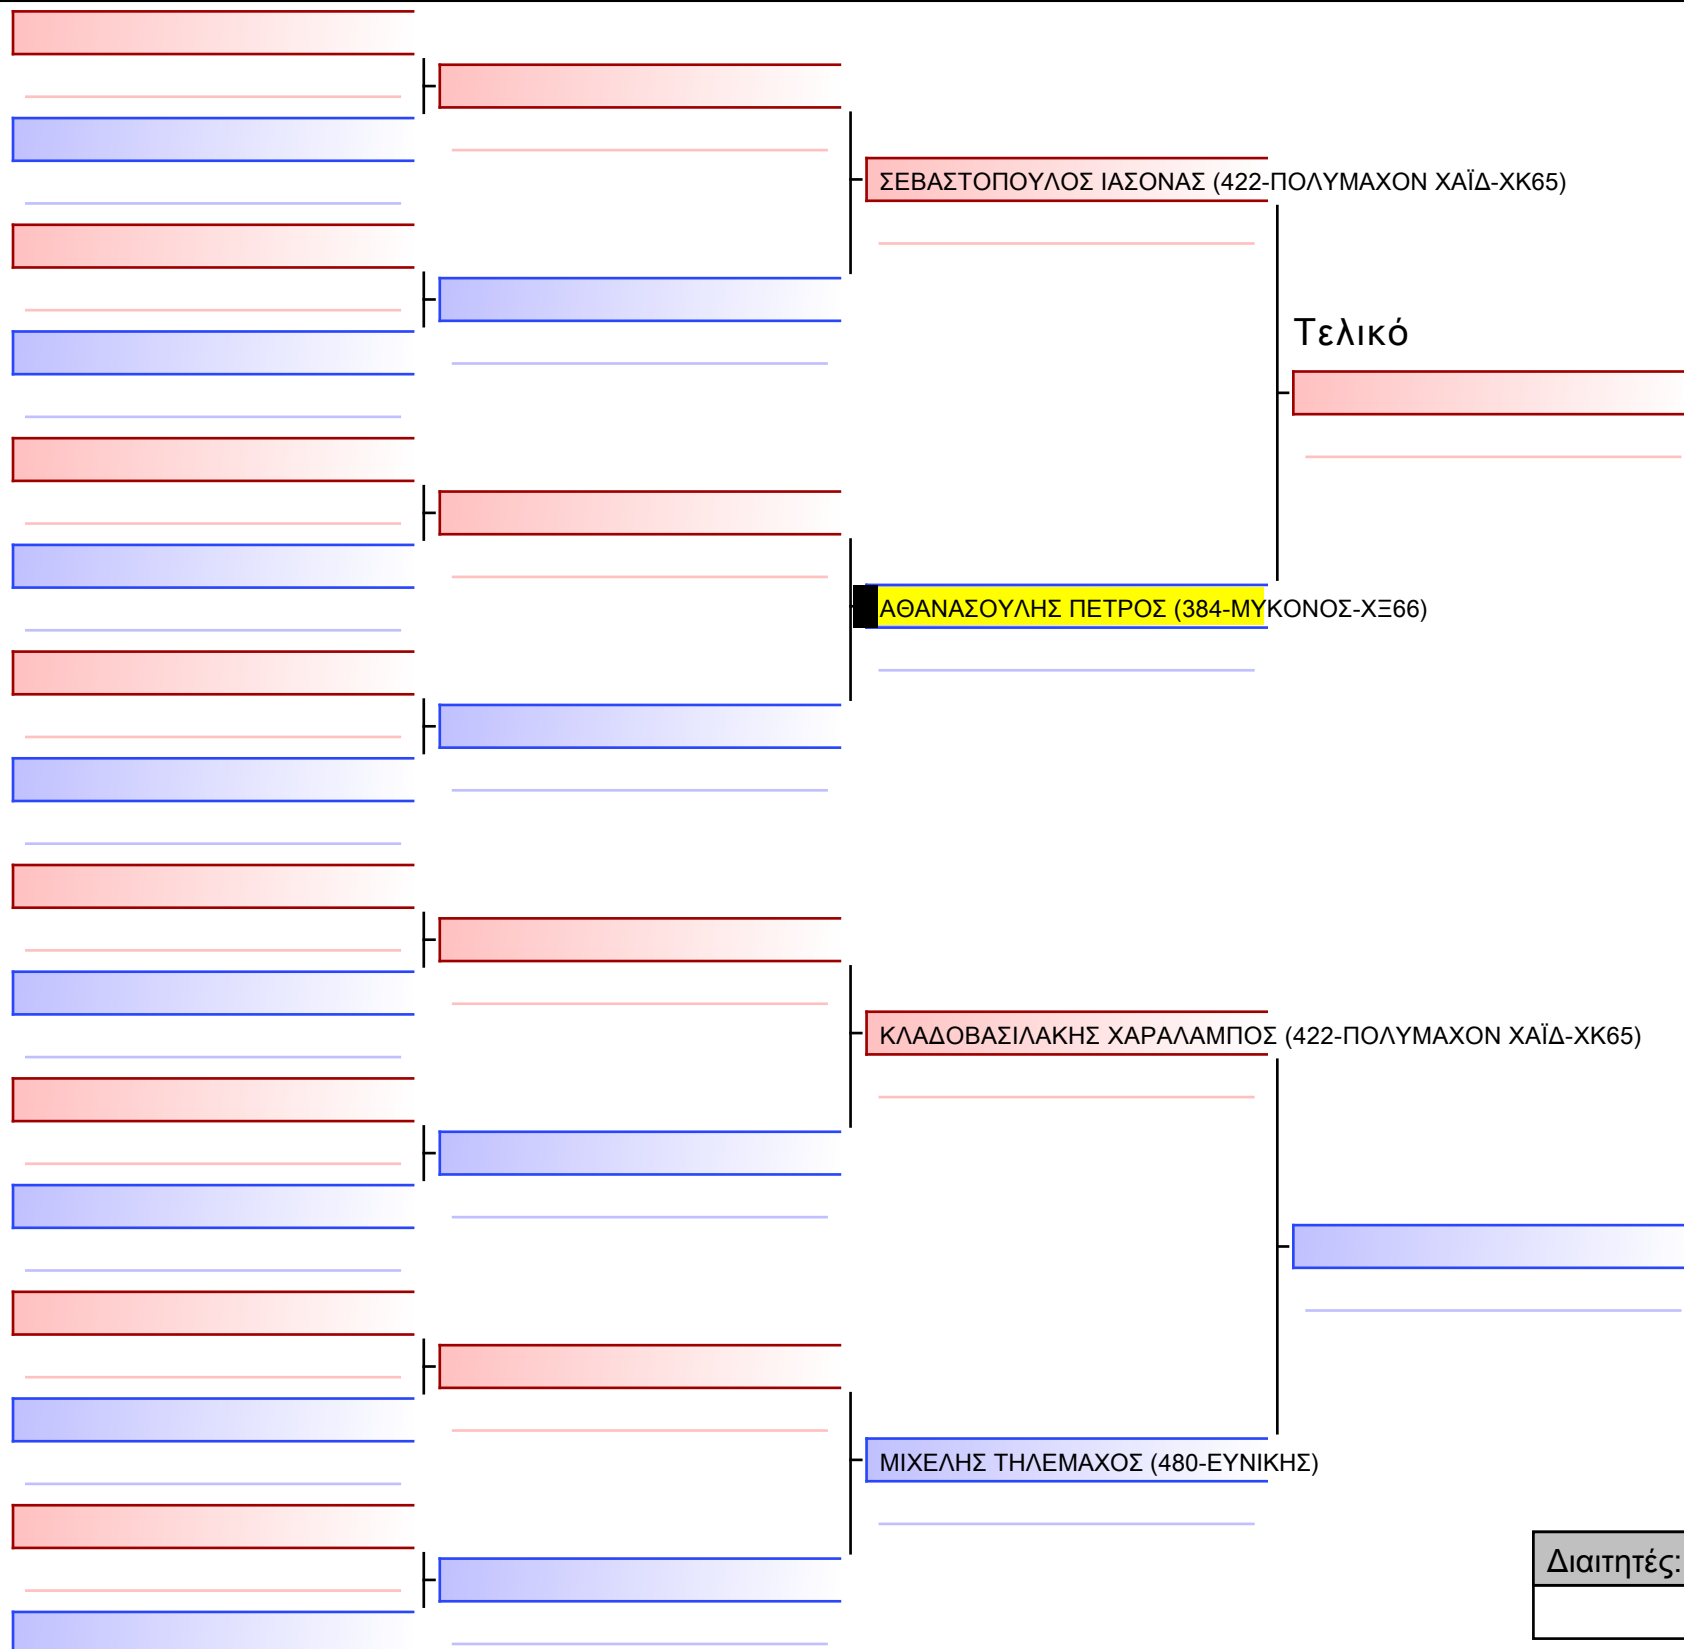 ΣΕΒΑΣΤΟΠΟΥΛΟΣ ΙΑΣΟΝΑΣ (422-ΠΟΛΥΜΑΧΟΝ ΧΑΪΔ-ΧΚ65)
Τελικό
ΑΘΑΝΑΣΟΥΛΗΣ ΠΕΤΡΟΣ (384-ΜΥΚΟΝΟΣ-ΧΞ66)
ΚΛΑΔΟΒΑΣΙΛΑΚΗΣ ΧΑΡΑΛΑΜΠΟΣ (422-ΠΟΛΥΜΑΧΟΝ ΧΑΪΔ-ΧΚ65)
ΜΙΧΕΛΗΣ ΤΗΛΕΜΑΧΟΣ (480-ΕΥΝΙΚΗΣ)
Διαιτητές: